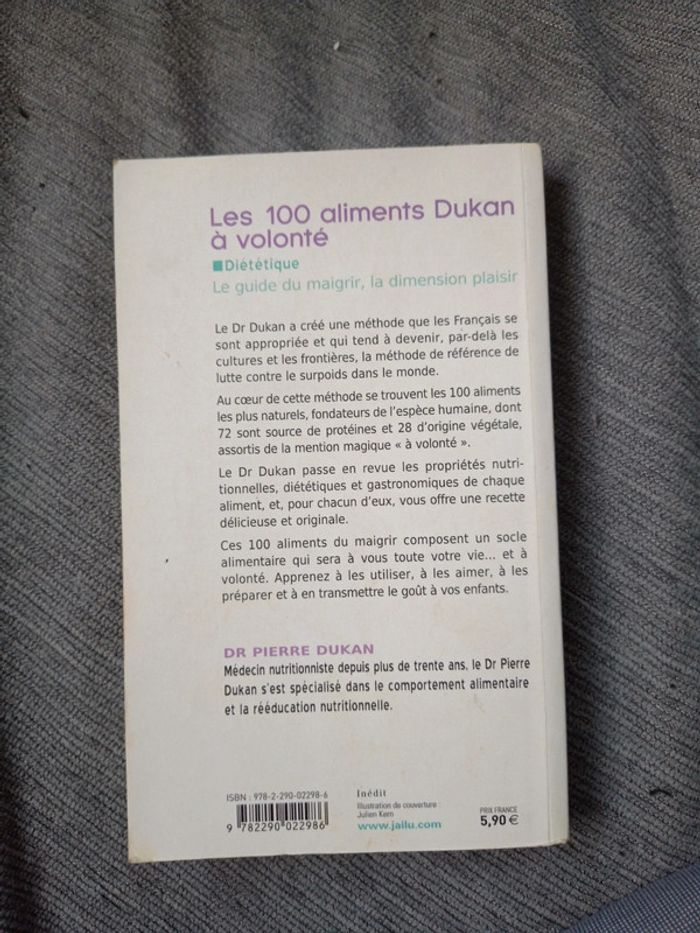 Les 100 aliments Dukan
à volonté
Diététique
Le guide du maigrir, la dimension plaisir
Le Dr Dukan a créé une méthode que les Français se
sont appropriée et qui tend à devenir, par-delà les
cultures et les frontières, la méthode de référence de
lutte contre le surpoids dans le monde.
Au cœur de cette méthode se trouvent les 100 aliments
les plus naturels, fondateurs de l'espèce humaine, dont
72 sont source de protéines et 28 d'origine végétale,
assortis de la mention magique « à volonté ».
Le Dr Dukan passe en revue les propriétés nutri-
tionnelles, diététiques et gastronomiques de chaque
aliment, et, pour chacun d'eux, vous offre une recette
délicieuse et originale.
Ces 100 aliments du maigrir composent un socle
alimentaire qui sera à vous toute votre vie... et à
volonté. Apprenez à les utiliser, à les aimer, à les
préparer et à en transmettre le goût à vos enfants.
DR PIERRE DUKAN
Médecin nutritionniste depuis plus de trente ans, le Dr Pierre
Dukan s'est spécialisé dans le comportement alimentaire
et la rééducation nutritionnelle.
ISBN : 978-2-290-02298-6
9 782290 022986
Inédit
Illustration de couverture :
Julien Kern
www.jailu.com
PRIX FRANCE
5,90 €